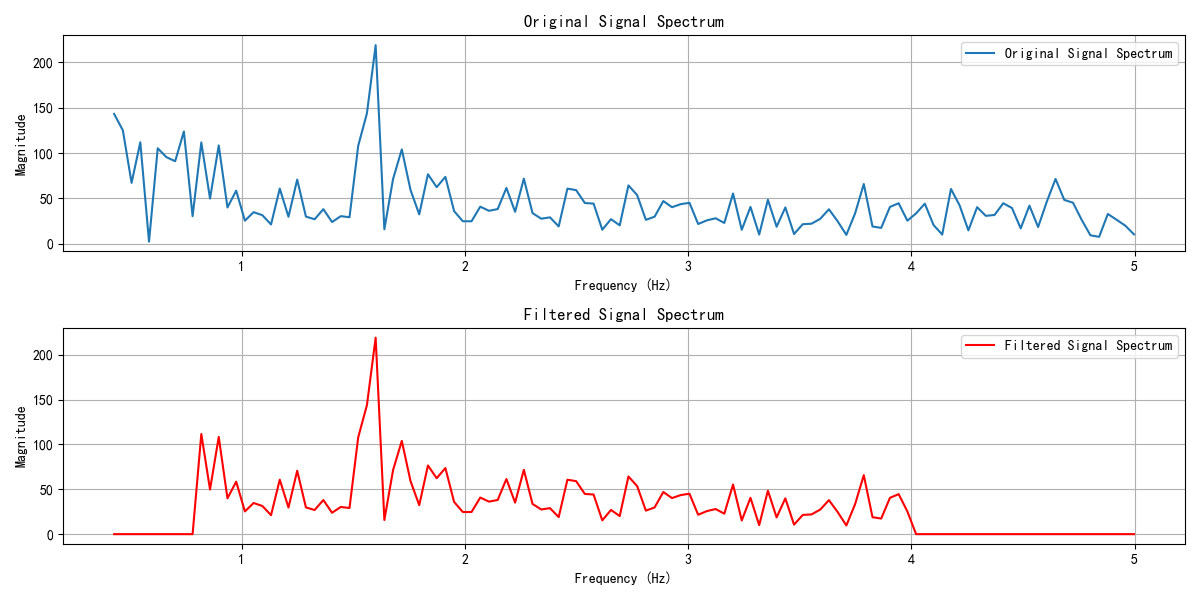 Original Signal Spectrum
Original Signal Spectrum
Magnitude
200
150
100
50
0
1 2 3 4 5
Frequency (Hz)
Filtered Signal Spectrum
Filtered Signal Spectrum
Magnitude
200
150
100
50
0
1 2 3 4 5
Frequency (Hz)